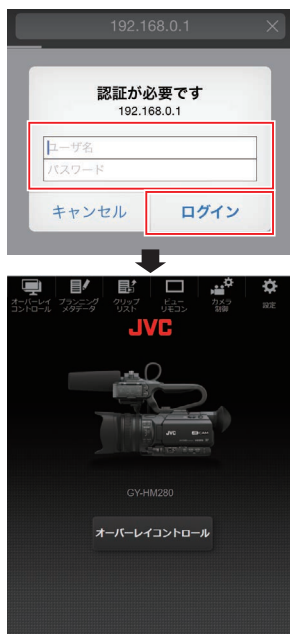 192.168.0.1
認証が必要です
192.168.0.1
ユーザ名
パスワード
キャンセル
ログイン
オーバーレイ
コントロール
プランニング
メタデータ
クリップ
リスト
ビュー
リモコン
カメラ
制御
設定
JVC
JVC
GY-HM280
オーバーレイコントロール